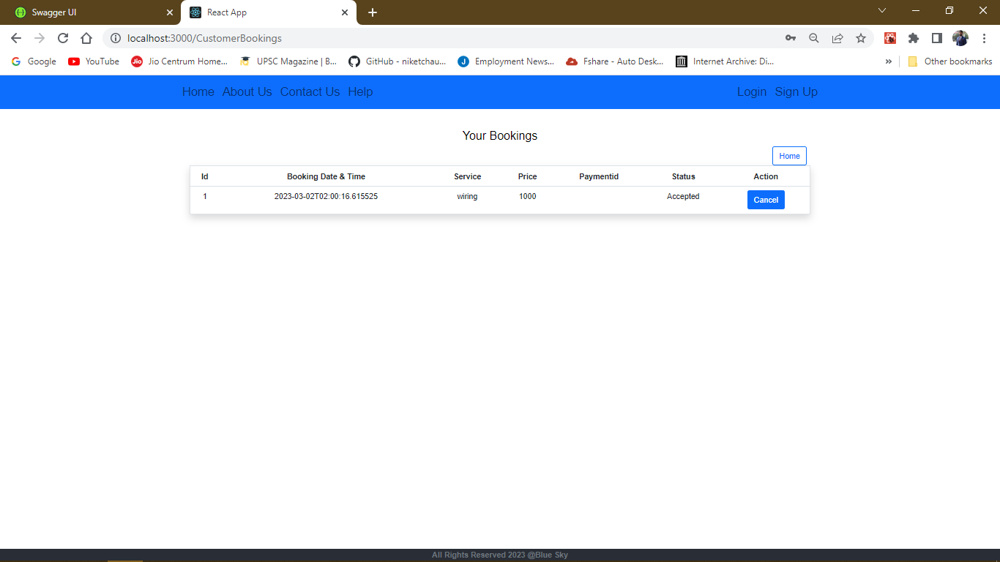 Swagger UI
React App
localhost:3000/CustomerBookings
Google YouTube Jio Centrum Home... UPSC Magazine | B... GitHub - niketchau... Employment News... Fshare - Auto Desk... Internet Archive: Di... » Other bookmarks
Home About Us Contact Us Help Login Sign Up
Your Bookings
Home
Id Booking Date & Time Service Price Paymentid Status Action
1 2023-03-02T02:00:16.615525 wiring 1000 Accepted Cancel
All Rights Reserved 2023 @Blue Sky